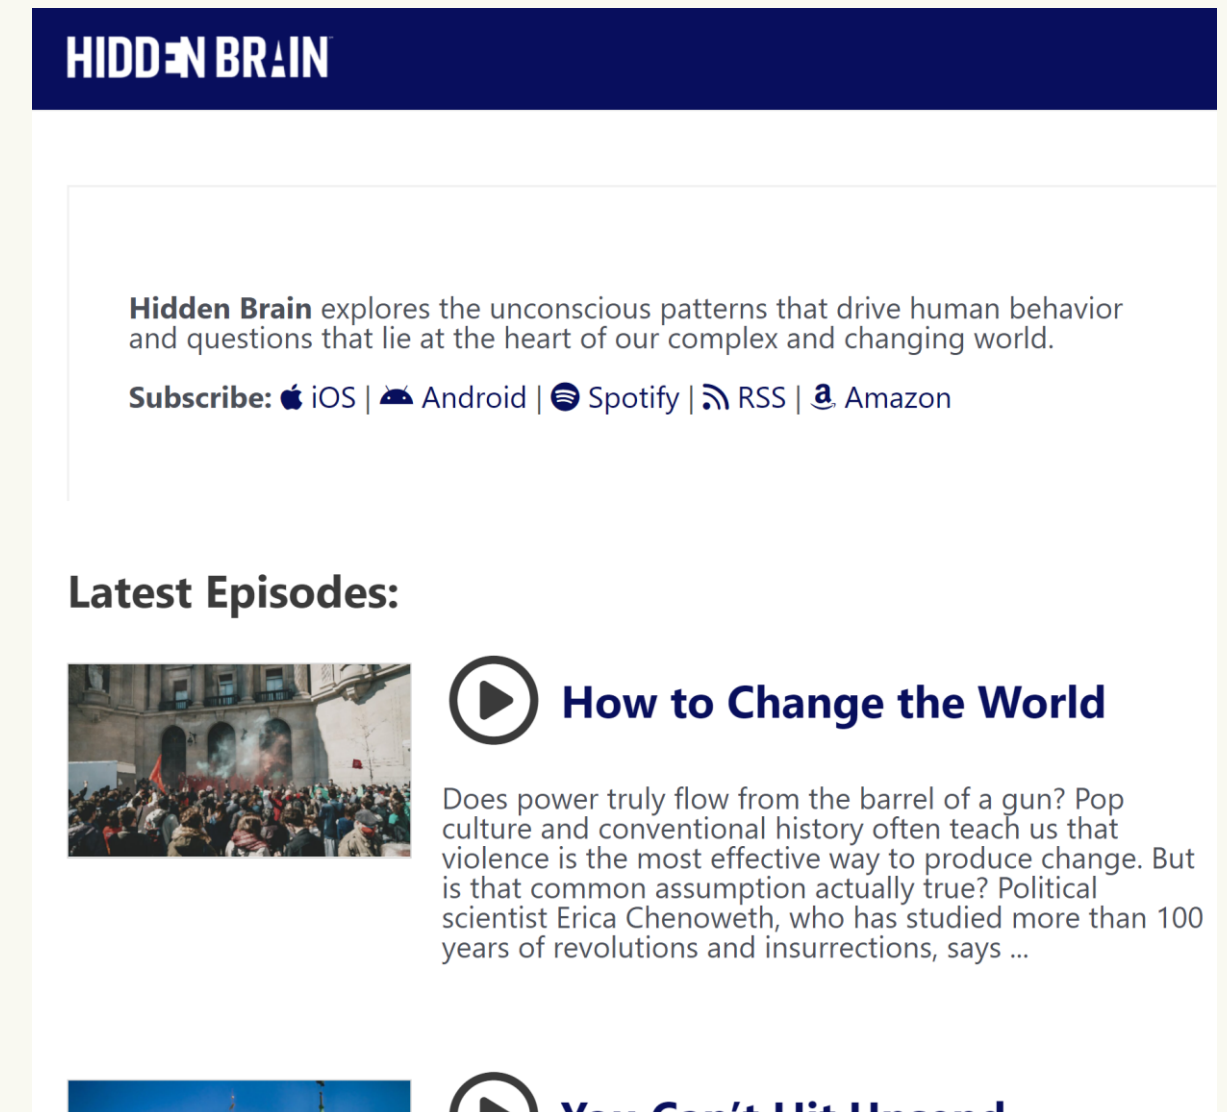 HIDDEN BRAIN
Hidden Brain explores the unconscious patterns that drive human behavior
and questions that lie at the heart of our complex and changing world.
Subscribe: iOS | Android | Spotify | RSS | Amazon
Latest Episodes:
How to Change the World
Does power truly flow from the barrel of a gun? Pop
culture and conventional history often teach us that
violence is the most effective way to produce change. But
is that common assumption actually true? Political
scientist Erica Chenoweth, who has studied more than 100
years of revolutions and insurrections, says ...
You Can't Hit Unsend